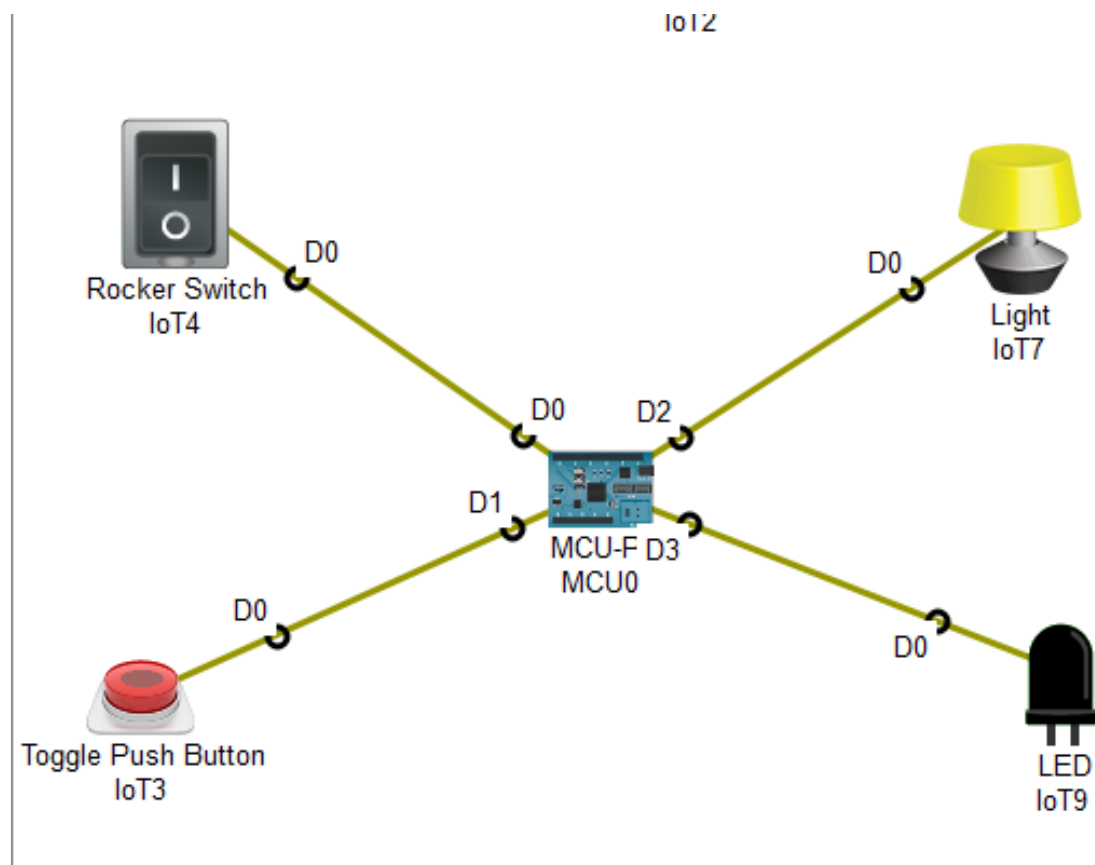 IoT2
D0
Rocker Switch
IoT4
D0
Light
IoT7
D0
D2
D1
MCU-P
D3
MCU0
D0
D0
Toggle Push Button
IoT3
LED
IoT9